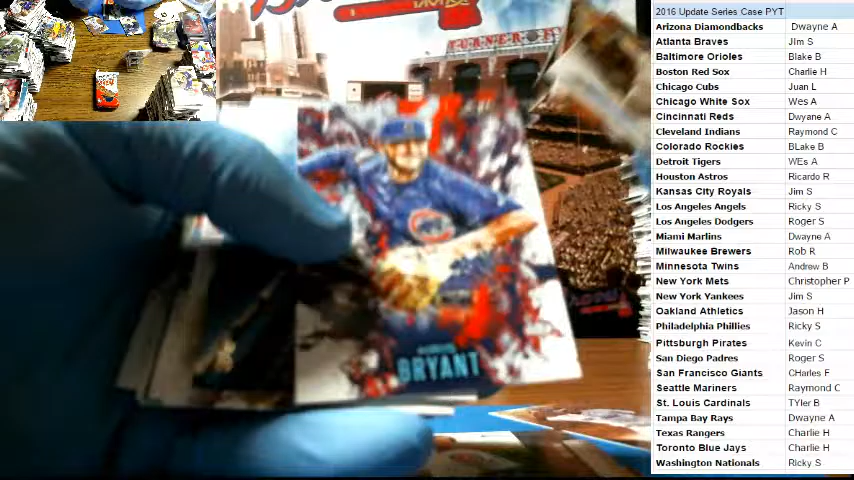 2016 Update Series Case PYT
Arizona Diamondbacks Dwayne A
Atlanta Braves Jim S
Baltimore Orioles Blake B
Boston Red Sox Charlie H
Chicago Cubs Juan L
Chicago White Sox Wes A
Cincinnati Reds Dwyane A
Cleveland Indians Raymond C
Colorado Rockies BLake B
Detroit Tigers WEs A
Houston Astros Ricardo R
Kansas City Royals Jim S
Los Angeles Angels Ricky S
Los Angeles Dodgers Roger S
Miami Marlins Dwayne A
Milwaukee Brewers Rob R
Minnesota Twins Andrew B
New York Mets Christopher P
New York Yankees Jim S
Oakland Athletics Jason H
Philadelphia Phillies Ricky S
Pittsburgh Pirates Kevin C
San Diego Padres Roger S
San Francisco Giants CHarles F
Seattle Mariners Raymond C
St. Louis Cardinals TYler B
Tampa Bay Rays Dwayne A
Texas Rangers Charlie H
Toronto Blue Jays Charlie H
Washington Nationals Ricky S
TURNER FI
BRYANT